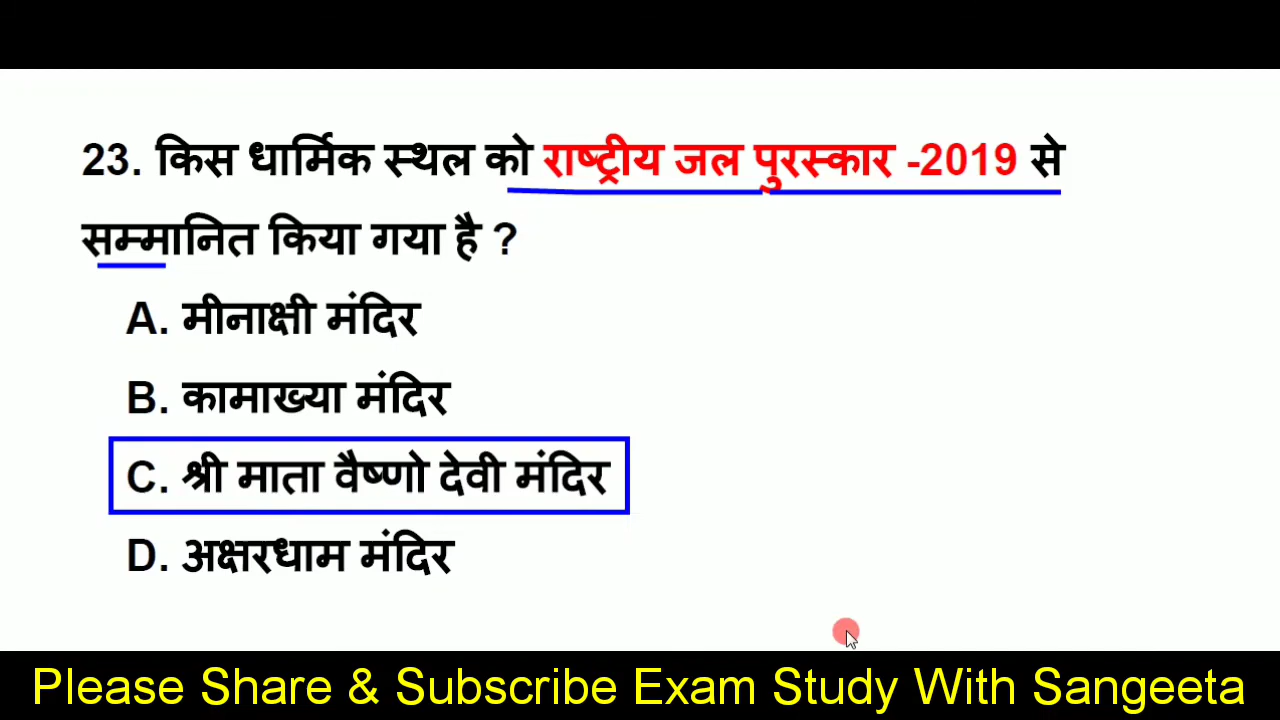 23. किस धार्मिक स्थल को राष्ट्रीय जल पुरस्कार -2019 से
सम्मानित किया गया है ?
A. मीनाक्षी मंदिर
B. कामाख्या मंदिर
C. श्री माता वैष्णो देवी मंदिर
D. अक्षरधाम मंदिर
Please Share & Subscribe Exam Study With Sangeeta